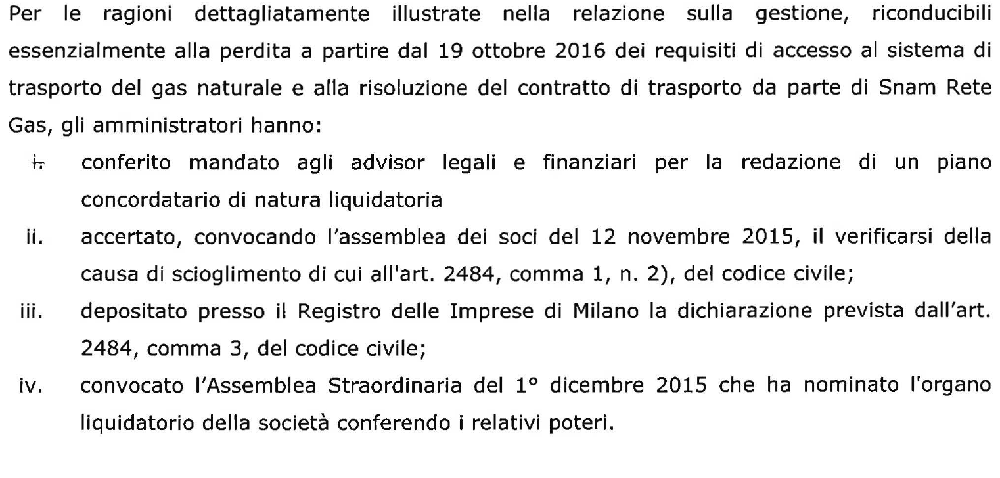 Per le ragioni dettagliatamente illustrate nella relazione sulla gestione, riconducibili
essenzialmente alla perdita a partire dal 19 ottobre 2016 dei requisiti di accesso al sistema di
trasporto del gas naturale e alla risoluzione del contratto di trasporto da parte di Snam Rete
Gas, gli amministratori hanno:
i. conferito mandato agli advisor legali e finanziari per la redazione di un piano
concordatario di natura liquidatoria
ii. accertato, convocando l’assemblea dei soci del 12 novembre 2015, il verificarsi della
causa di scioglimento di cui all'art. 2484, comma 1, n. 2), del codice civile;
iii. depositato presso il Registro delle Imprese di Milano la dichiarazione prevista dall’art.
2484, comma 3, del codice civile;
iv. convocato l’Assemblea Straordinaria del 1° dicembre 2015 che ha nominato l'organo
liquidatorio della società conferendo i relativi poteri.